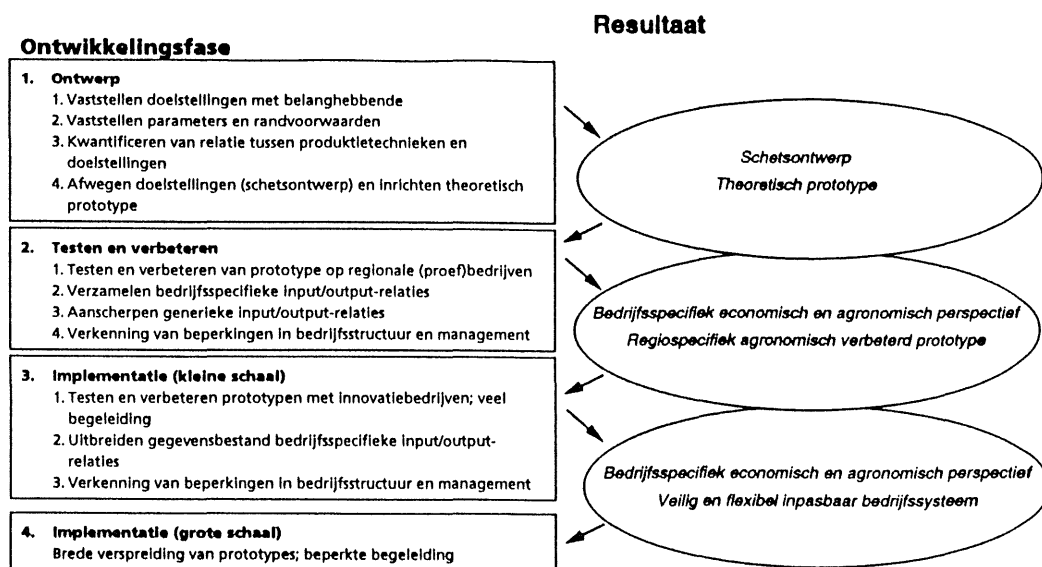 Resultaat
Ontwikkelingsfase
1. Ontwerp
1. Vaststellen doelstellingen met belanghebbende
2. Vaststellen parameters en randvoorwaarden
3. Kwantificeren van relatie tussen produktietechnieken en
doelstellingen
4. Afwegen doelstellingen (schetsontwerp) en inrichten theoretisch
prototype
Schetsontwerp
Theoretisch prototype
2. Testen en verbeteren
1. Testen en verbeteren van prototype op regionale (proef)bedrijven
2. Verzamelen bedrijfsspecifieke input/output-relaties
3. Aanscherpen generieke input/output-relaties
4. Verkenning van beperkingen in bedrijfsstructuur en management
Bedrijfsspecifiek economisch en agronomisch perspectief
Regiospecifiek agronomisch verbeterd prototype
3. Implementatie (kleine schaal)
1. Testen en verbeteren prototypen met innovatiebedrijven; veel
begeleiding
2. Uitbreiden gegevensbestand bedrijfsspecifieke input/output-
relaties
3. Verkenning van beperkingen in bedrijfsstructuur en management
Bedrijfsspecifiek economisch en agronomisch perspectief
Veilig en flexibel inpasbaar bedrijfssysteem
4. Implementatie (grote schaal)
Brede verspreiding van prototypes; beperkte begeleiding